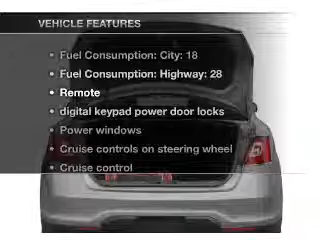 VEHICLE FEATURES
• Fuel Consumption: City: 18
• Fuel Consumption: Highway: 28
• Remote
• digital keypad power door locks
• Power windows
• Cruise controls on steering wheel
• Cruise control